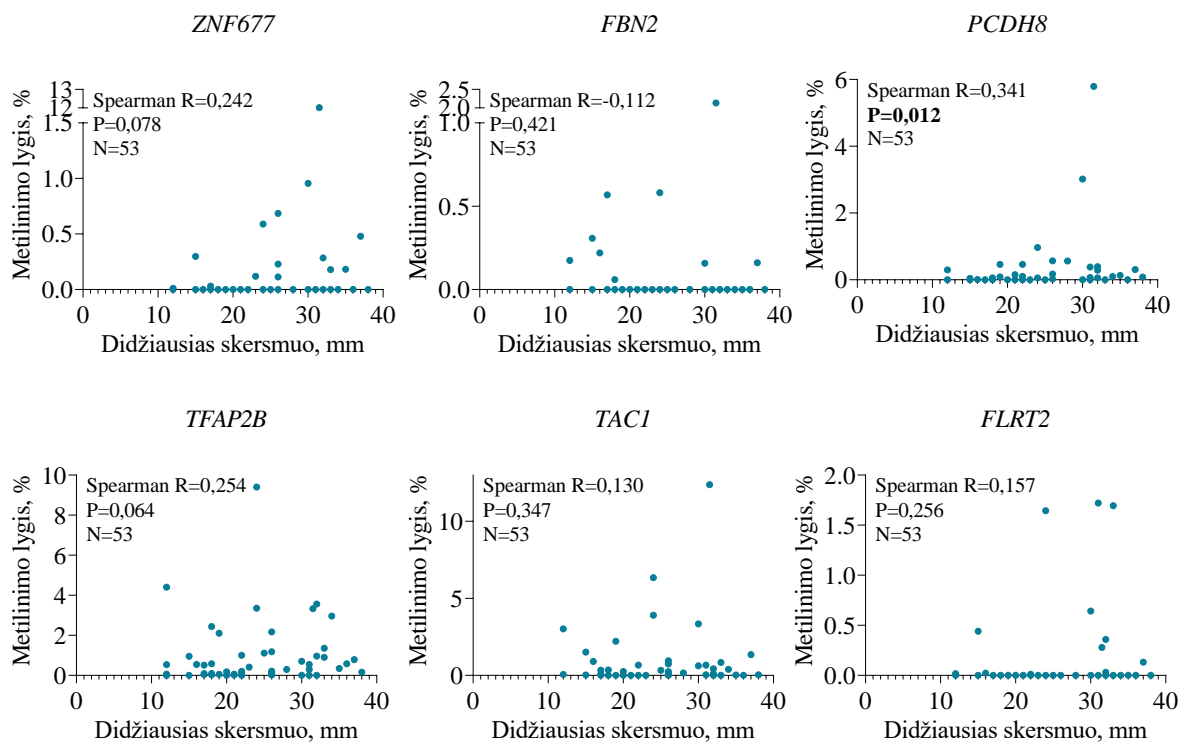 ZNF677
Metilinimo lygis, %
13
12
1.5
1.0
0.5
0.0
Spearman R=0,242
P=0,078
N=53
0 10 20 30 40
Didžiausias skersmuo, mm
FBN2
Metilinimo lygis, %
2.5
2.0
1.0
0.5
0.0
Spearman R=-0,112
P=0,421
N=53
0 10 20 30 40
Didžiausias skersmuo, mm
PCDH8
Metilinimo lygis, %
6
4
2
0
Spearman R=0,341
P=0,012
N=53
0 10 20 30 40
Didžiausias skersmuo, mm
TFAP2B
Metilinimo lygis, %
10
8
6
4
2
0
Spearman R=0,254
P=0,064
N=53
0 10 20 30 40
Didžiausias skersmuo, mm
TAC1
Metilinimo lygis, %
10
5
0
Spearman R=0,130
P=0,347
N=53
0 10 20 30 40
Didžiausias skersmuo, mm
FLRT2
Metilinimo lygis, %
2.0
1.5
1.0
0.5
0.0
Spearman R=0,157
P=0,256
N=53
0 10 20 30 40
Didžiausias skersmuo, mm